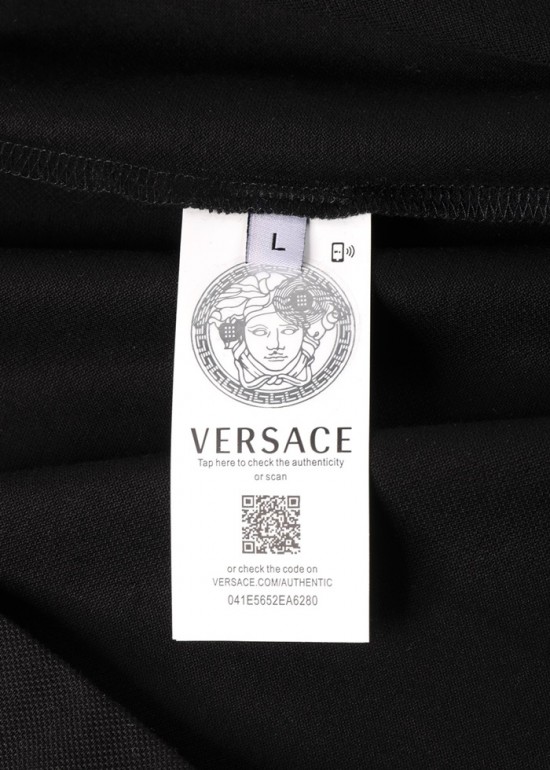 L
VERSACE
Tap here to check the authenticity
or scan
or check the code on
VERSACE.COM/AUTHENTIC
041E5652EA6280